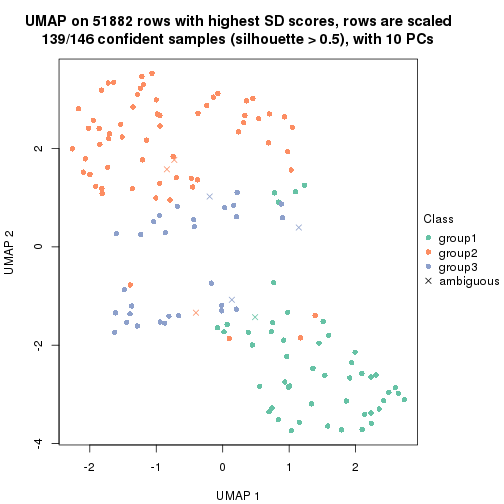 UMAP on 51882 rows with highest SD scores, rows are scaled
139/146 confident samples (silhouette > 0.5), with 10 PCs
UMAP 2
2
0
-2
-4
-2
-1
0
1
2
UMAP 1
Class
group1
group2
group3
ambiguous